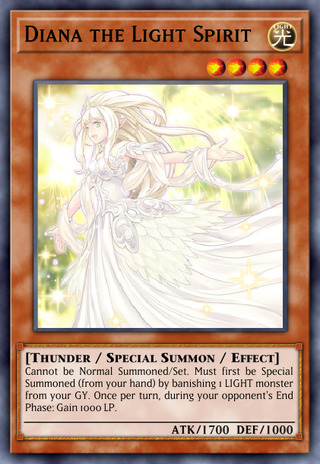 Diana the Light Spirit
LIGHT
光
[Thunder / Special Summon / Effect]
Cannot be Normal Summoned/Set. Must first be Special
Summoned (from your hand) by banishing 1 LIGHT monster
from your GY. Once per turn, during your opponent's End
Phase: Gain 1000 LP.
ATK/1700 DEF/1000